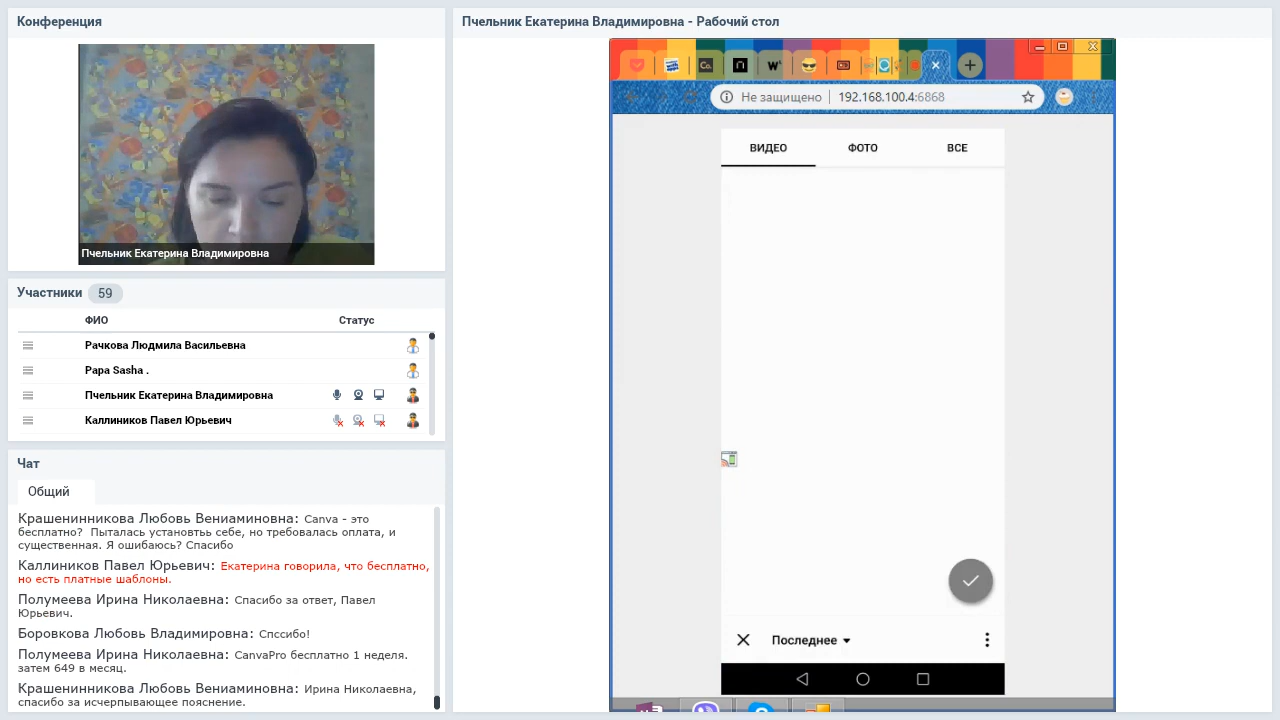 Конференция
Пчельник Екатерина Владимировна
Участники 59
ФИО Статус
Рачкова Людмила Васильевна
Papa Sasha .
Пчельник Екатерина Владимировна
Каллиников Павел Юрьевич
Чат
Общий
Крашенинникова Любовь Вениаминовна: Canva - это
бесплатно? Пыталась установтьь себе, но требовалась оплата, и
существенная. Я ошибаюсь? Спасибо
Каллиников Павел Юрьевич: Екатерина говорила, что бесплатно,
но есть платные шаблоны.
Полумеева Ирина Николаевна: Спасибо за ответ, Павел
Юрьевич.
Боровкова Любовь Владимировна: Спссибо!
Полумеева Ирина Николаевна: CanvaPro бесплатно 1 неделя.
затем 649 в месяц.
Крашенинникова Любовь Вениаминовна: Ирина Николаевна,
спасибо за исчерпывающее пояснение.
Пчельник Екатерина Владимировна - Рабочий стол
Co.
W
Не защищено 192.168.100.4:6868
ВИДЕО ФОТО ВСЕ
Последнее